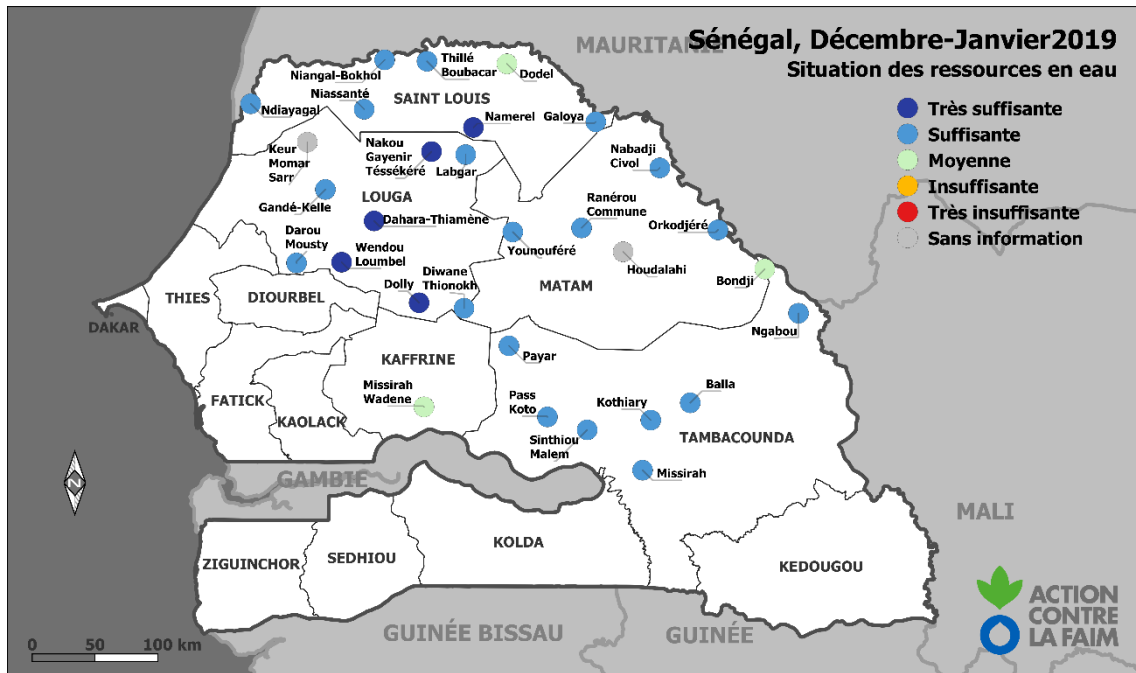 Sénégal, Décembre-Janvier2019
Situation des ressources en eau
Très suffisante
Suffisante
Moyenne
Insuffisante
Très insuffisante
Sans information
MAURITANIE
Niangal-Bokhol
Thillé
Boubacar
Dodel
Ndiayagal
Niassanté
SAINT LOUIS
Namerel
Galoya
Keur
Momar
Sarr
Nakou
Gayenir
Téssékéré
Labgar
Nabadji
Civol
Gandé-Kelle
LOUGA
Ranérou
Commune
Dahara-Thiamène
Orkodjéré
Darou
Mousty
Wendou
Loumbel
Younouféré
Houdalahi
Diwane
Thionokh
Dolly
MATAM
Bondji
THIES
DIOURBEL
DAKAR
Ngabou
KAFFRINE
Payar
Missirah
Wadene
Balla
Pass
Koto
Kothiary
FATICK
KAOLACK
Sinthiou
Malem
TAMBACOUNDA
Missirah
GAMBIE
N
MALI
KOLDA
SEDHIOU
ZIGUINCHOR
KEDOUGOU
GUINÉE BISSAU
GUINÉE
0 50 100 km
ACTION
CONTRE
LA FAIM